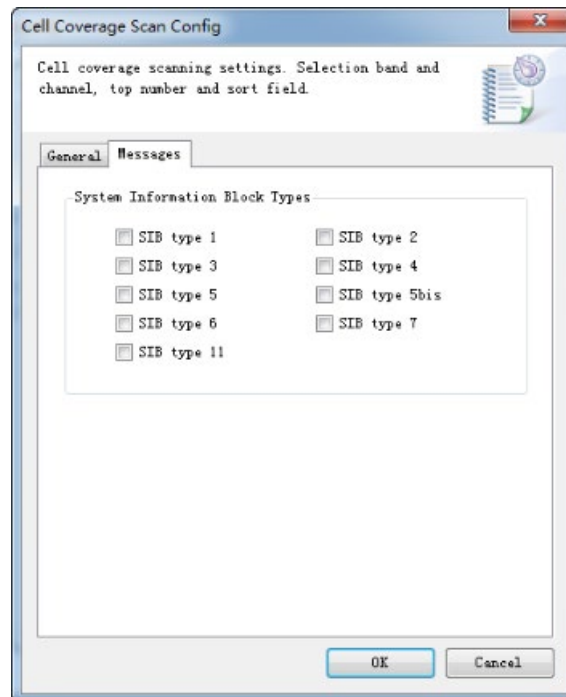 Cell Coverage Scan Config
Cell coverage scanning settings. Selection band and
channel, top number and sort field.
General Messages
System Information Block Types
SIB type 1 SIB type 2
SIB type 3 SIB type 4
SIB type 5 SIB type 5bis
SIB type 6 SIB type 7
SIB type 11
OK Cancel